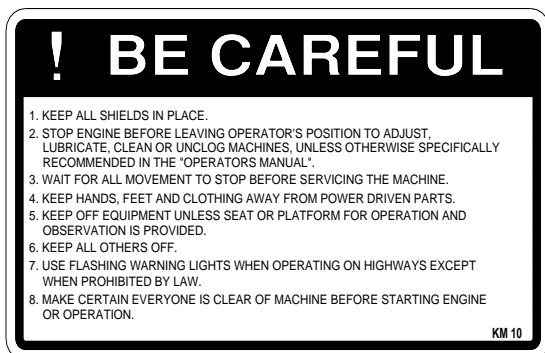 ! BE CAREFUL
1. KEEP ALL SHIELDS IN PLACE.
2. STOP ENGINE BEFORE LEAVING OPERATOR'S POSITION TO ADJUST,
LUBRICATE, CLEAN OR UNCLOG MACHINES, UNLESS OTHERWISE SPECIFICALLY
RECOMMENDED IN THE "OPERATORS MANUAL".
3. WAIT FOR ALL MOVEMENT TO STOP BEFORE SERVICING THE MACHINE.
4. KEEP HANDS, FEET AND CLOTHING AWAY FROM POWER DRIVEN PARTS.
5. KEEP OFF EQUIPMENT UNLESS SEAT OR PLATFORM FOR OPERATION AND
OBSERVATION IS PROVIDED.
6. KEEP ALL OTHERS OFF.
7. USE FLASHING WARNING LIGHTS WHEN OPERATING ON HIGHWAYS EXCEPT
WHEN PROHIBITED BY LAW.
8. MAKE CERTAIN EVERYONE IS CLEAR OF MACHINE BEFORE STARTING ENGINE
OR OPERATION.
KM 10